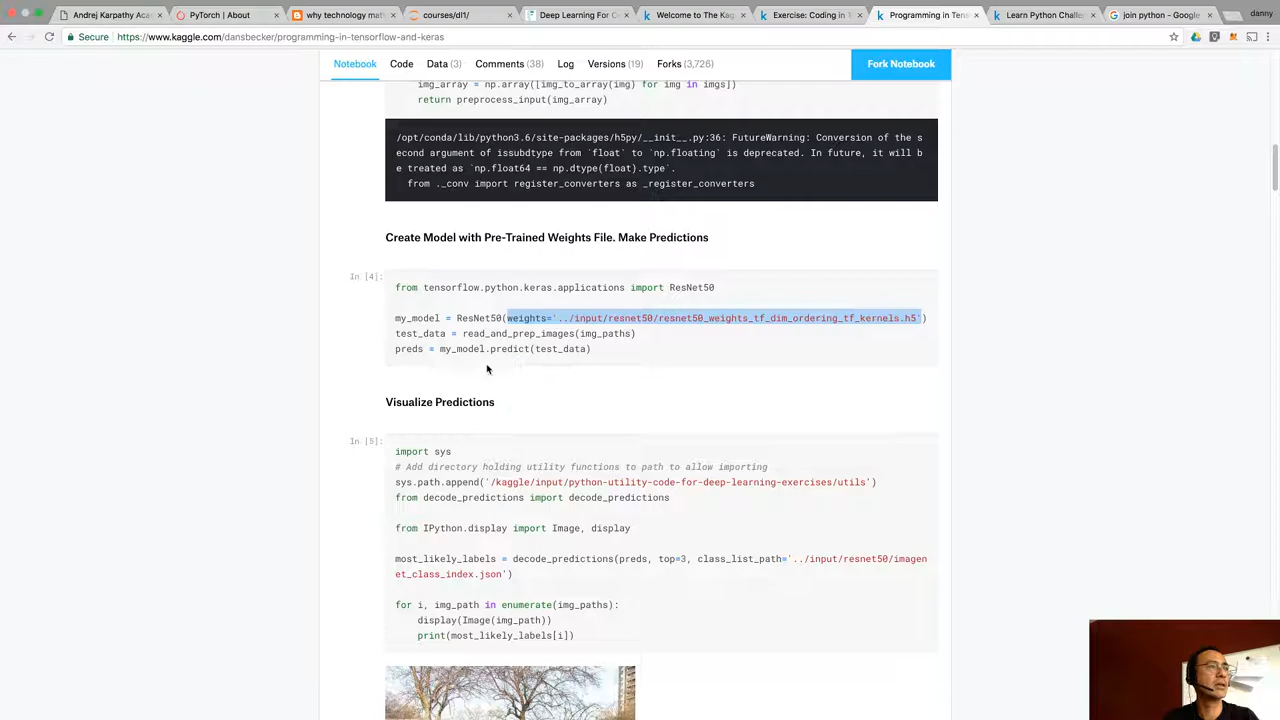 Andrej Karpathy Aca
PyTorch | About
why technology mat
courses/dl1/
Deep Learning For C
Welcome to The Kag
Exercise: Coding in T
Programming in Tens
Learn Python Challe
join python - Google
danny
Secure | https://www.kaggle.com/dansbecker/programming-in-tensorflow-and-keras
Notebook Code Data (3) Comments (38) Log Versions (19) Forks (3,726) Fork Notebook
img_array = np.array([img_to_array(img) for img in imgs])
return preprocess_input(img_array)
/opt/conda/lib/python3.6/site-packages/h5py/__init__.py:36: FutureWarning: Conversion of the s
econd argument of issubdtype from `float` to `np.floating` is deprecated. In future, it will b
e treated as `np.float64 == np.dtype(float).type`.
from ._conv import register_converters as _register_converters
Create Model with Pre-Trained Weights File. Make Predictions
In [4]:
from tensorflow.python.keras.applications import ResNet50
my_model = ResNet50(weights='../input/resnet50/resnet50_weights_tf_dim_ordering_tf_kernels.h5')
test_data = read_and_prep_images(img_paths)
preds = my_model.predict(test_data)
Visualize Predictions
In [5]:
import sys
# Add directory holding utility functions to path to allow importing
sys.path.append('/kaggle/input/python-utility-code-for-deep-learning-exercises/utils')
from decode_predictions import decode_predictions
from IPython.display import Image, display
most_likely_labels = decode_predictions(preds, top=3, class_list_path='../input/resnet50/imagen
et_class_index.json')
for i, img_path in enumerate(img_paths):
display(Image(img_path))
print(most_likely_labels[i])